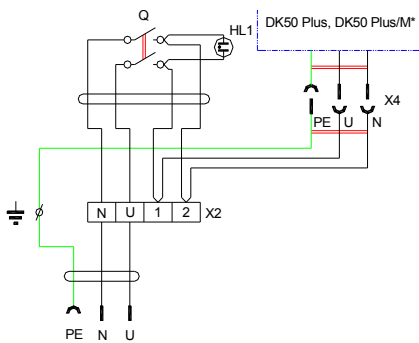 Q
HL1
DK50 Plus, DK50 Plus/M*
X4
PE U N
N U 1 2 X2
PE N U